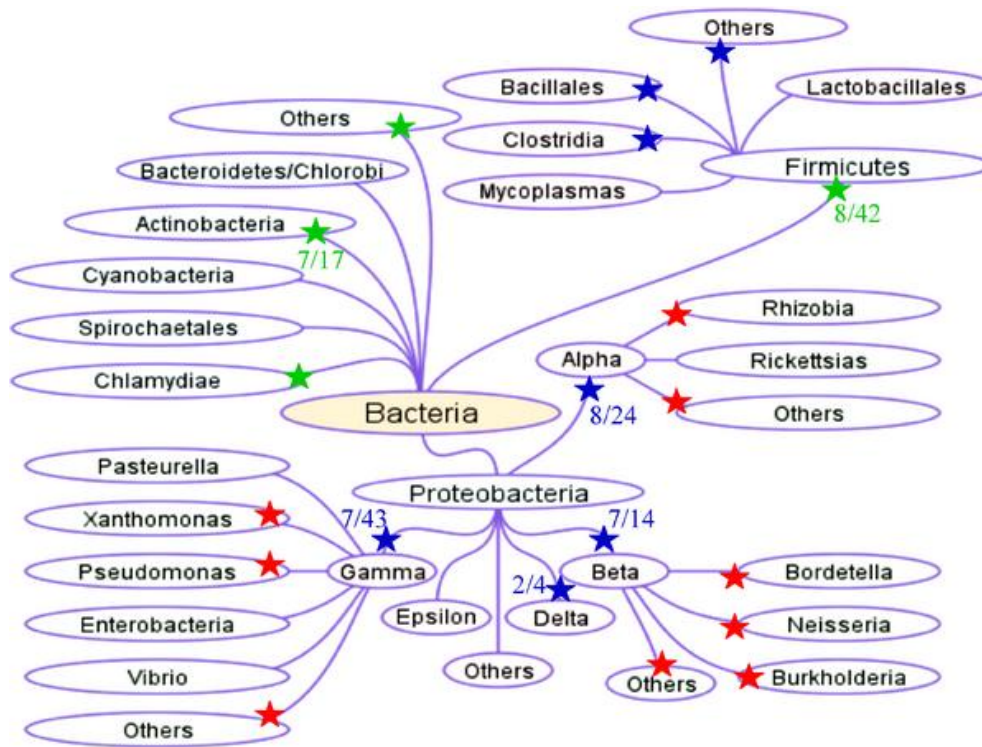 Others
Bacillales
Lactobacillales
Others
Clostridia
Firmicutes
Bacteroidetes/Chlorobi
Mycoplasmas
8/42
Actinobacteria
7/17
Cyanobacteria
Rhizobia
Spirochaetales
Alpha
Rickettsias
Chlamydiae
8/24
Others
Bacteria
Pasteurella
Proteobacteria
Xanthomonas
7/43
7/14
Pseudomonas
Gamma
Beta
Bordetella
2/4
Enterobacteria
Epsilon
Delta
Neisseria
Vibrio
Others
Others
Burkholderia
Others